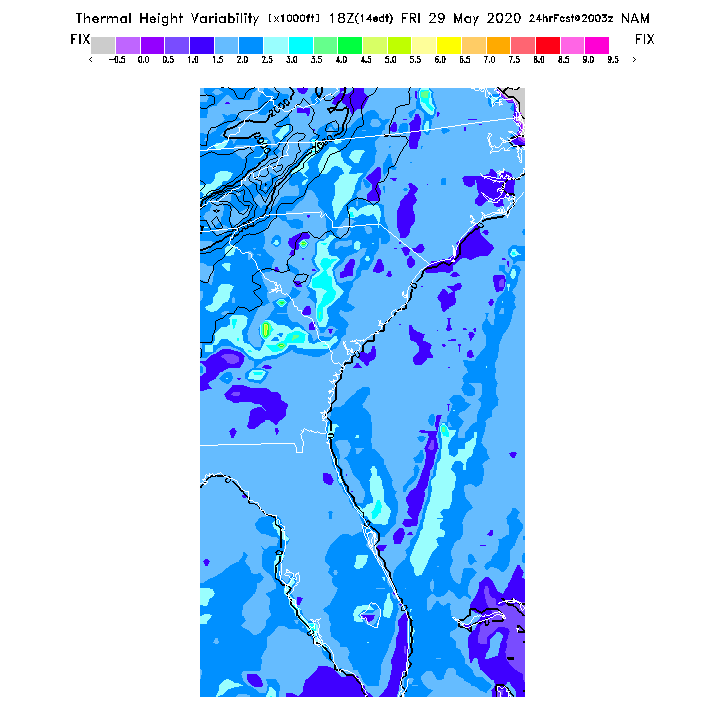 Thermal Height Variability [x1000ft] 18Z(14edt) FRI 29 May 2020 24hrFcst@2003z NAM
FIX FIX
< -0.5 0.0 0.5 1.0 1.5 2.0 2.5 3.0 3.5 4.0 4.5 5.0 5.5 6.0 6.5 7.0 7.5 8.0 8.5 9.0 9.5 >
2000
2000